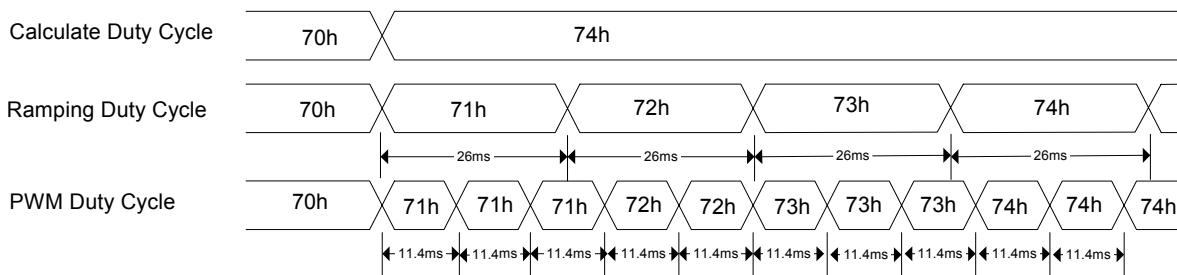 Calculate Duty Cycle 70h 74h
Ramping Duty Cycle 70h 71h 72h 73h 74h
26ms 26ms 26ms 26ms
PWM Duty Cycle 70h 71h 71h 71h 72h 72h 73h 73h 73h 74h 74h 74h
11.4ms 11.4ms 11.4ms 11.4ms 11.4ms 11.4ms 11.4ms 11.4ms 11.4ms 11.4ms